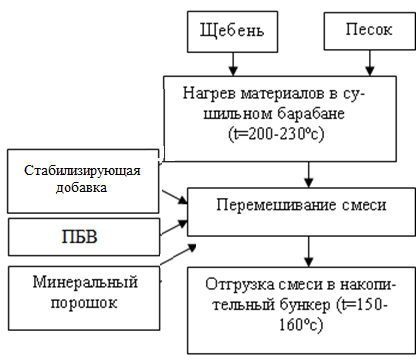 Щебень
Песок
Нагрев материалов в су-
шильном барабане
(t=200-230ºс)
Стабилизирующая
добавка
Перемешивание смеси
ПБВ
Минеральный
порошок
Отгрузка смеси в накопи-
тельный бункер (t=150-
160ºс)